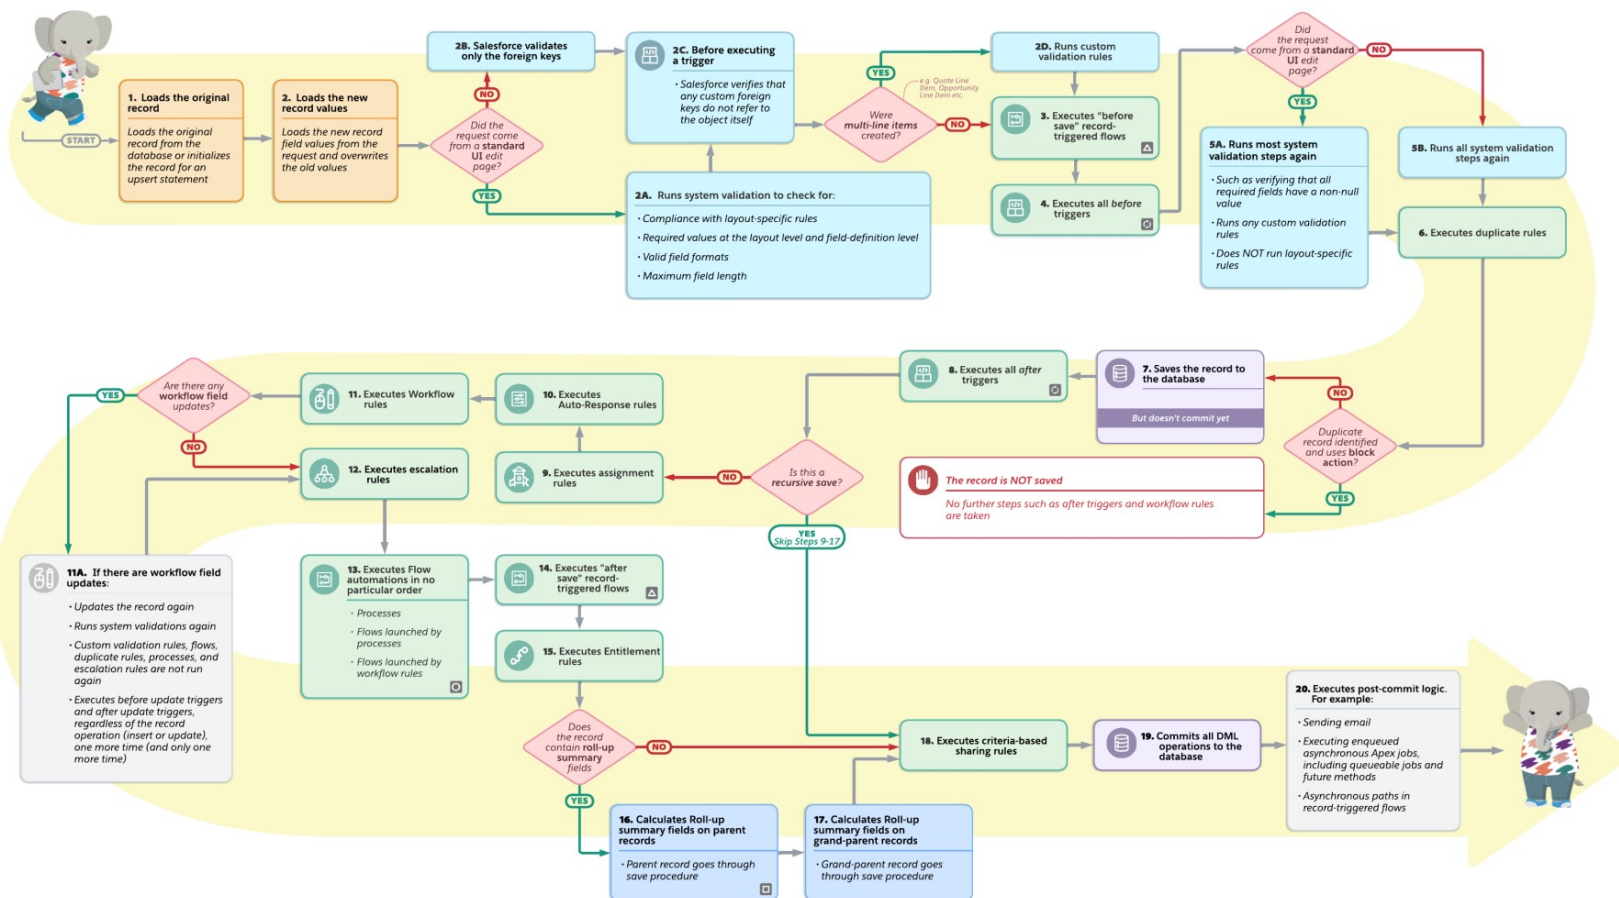 START
1. Loads the original
record
Loads the original
record from the
database or initializes
the record for an
upsert statement
2. Loads the new
record values
Loads the new record
field values from the
request and overwrites
the old values
Did the
request come
from a standard
UI edit
page?
NO
YES
2B. Salesforce validates
only the foreign keys
2A. Runs system validation to check for:
· Compliance with layout-specific rules
· Required values at the layout level and field-definition level
· Valid field formats
· Maximum field length
2C. Before executing
a trigger
· Salesforce verifies that
any custom foreign
keys do not refer to
the object itself
Were
multi-line items
created?
e.g. Quote Line
Item, Opportunity
Line Item etc.
YES
NO
2D. Runs custom
validation rules
3. Executes "before
save" record-
triggered flows
4. Executes all before
triggers
Did
the request
come from a standard
UI edit
page?
NO
YES
5A. Runs most system
validation steps again
· Such as verifying that all
required fields have a non-null
value
· Runs any custom validation
rules
· Does NOT run layout-specific
rules
5B. Runs all system validation
steps again
6. Executes duplicate rules
Duplicate
record identified
and uses block
action?
NO
YES
7. Saves the record to
the database
But doesn't commit yet
The record is NOT saved
No further steps such as after triggers and workflow rules
are taken
8. Executes all after
triggers
Is this a
recursive save?
NO
YES
Skip Steps 9-17
9. Executes assignment
rules
10. Executes
Auto-Response rules
11. Executes Workflow
rules
Are there any
workflow field
updates?
YES
NO
11A. If there are workflow field
updates:
· Updates the record again
· Runs system validations again
· Custom validation rules, flows,
duplicate rules, processes, and
escalation rules are not run
again
· Executes before update triggers
and after update triggers,
regardless of the record
operation (insert or update),
one more time (and only one
more time)
12. Executes escalation
rules
13. Executes Flow
automations in no
particular order
· Processes
· Flows launched by
processes
· Flows launched by
workflow rules
14. Executes "after
save" record-
triggered flows
15. Executes Entitlement
rules
Does
the record
contain roll-up
summary
fields
NO
YES
16. Calculates Roll-up
summary fields on parent
records
· Parent record goes through
save procedure
17. Calculates Roll-up
summary fields on
grand-parent records
· Grand-parent record goes
through save procedure
18. Executes criteria-based
sharing rules
19. Commits all DML
operations to the
database
20. Executes post-commit logic.
For example:
· Sending email
· Executing enqueued
asynchronous Apex jobs,
including queueable jobs and
future methods
· Asynchronous paths in
record-triggered flows